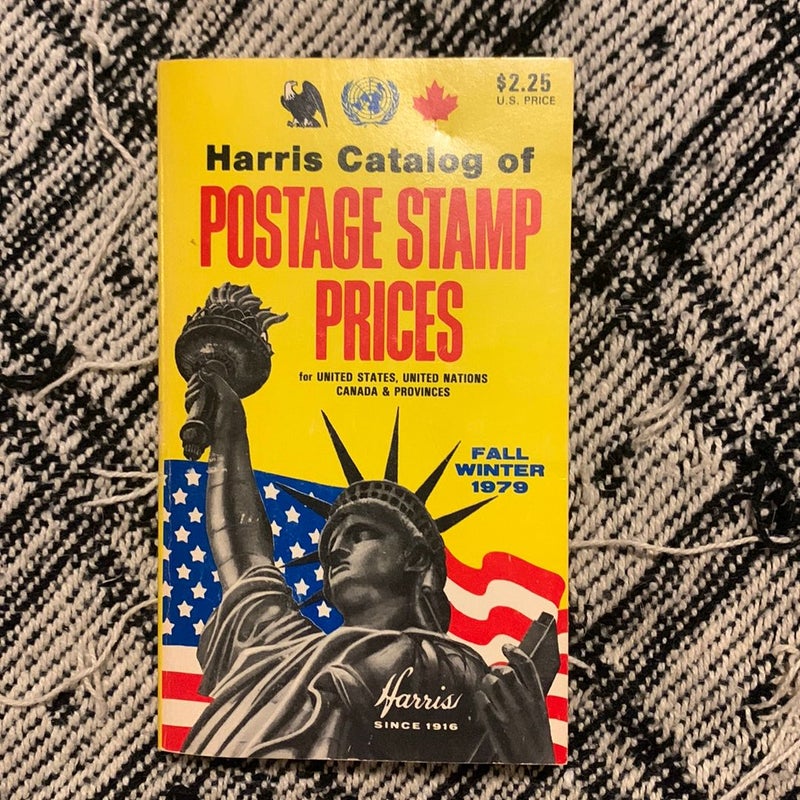 $2.25
U.S. PRICE
Harris Catalog of
POSTAGE STAMP
PRICES
for UNITED STATES, UNITED NATIONS
CANADA & PROVINCES
FALL
WINTER
1979
Harris
SINCE 1916